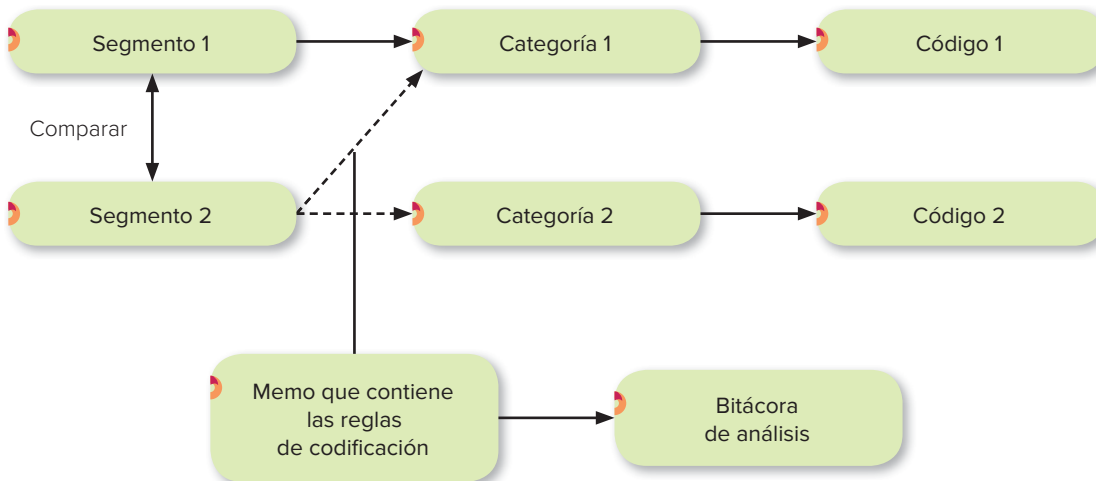 Segmento 1
Categoría 1
Código 1
Comparar
Segmento 2
Categoría 2
Código 2
Memo que contiene
las reglas
de codificación
Bitácora
de análisis